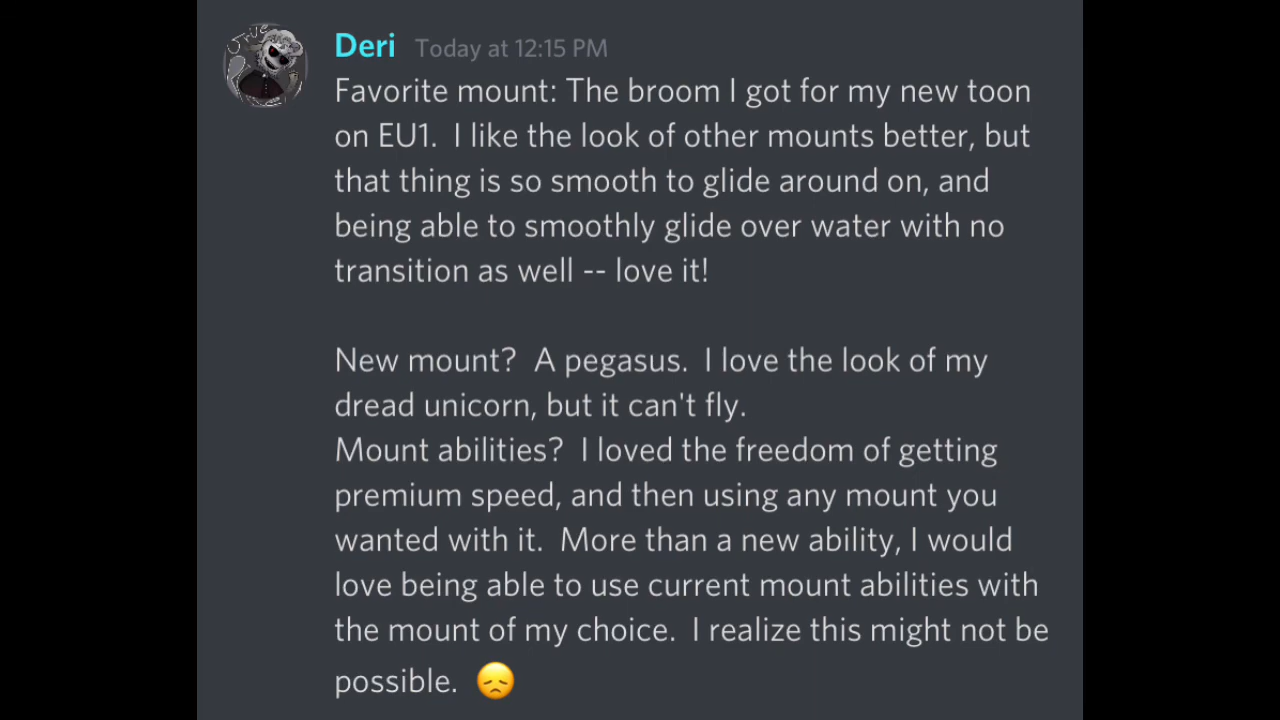 Deri Today at 12:15 PM
Favorite mount: The broom I got for my new toon
on EU1.  I like the look of other mounts better, but
that thing is so smooth to glide around on, and
being able to smoothly glide over water with no
transition as well -- love it!
New mount?  A pegasus.  I love the look of my
dread unicorn, but it can't fly.
Mount abilities?  I loved the freedom of getting
premium speed, and then using any mount you
wanted with it.  More than a new ability, I would
love being able to use current mount abilities with
the mount of my choice.  I realize this might not be
possible. 😞